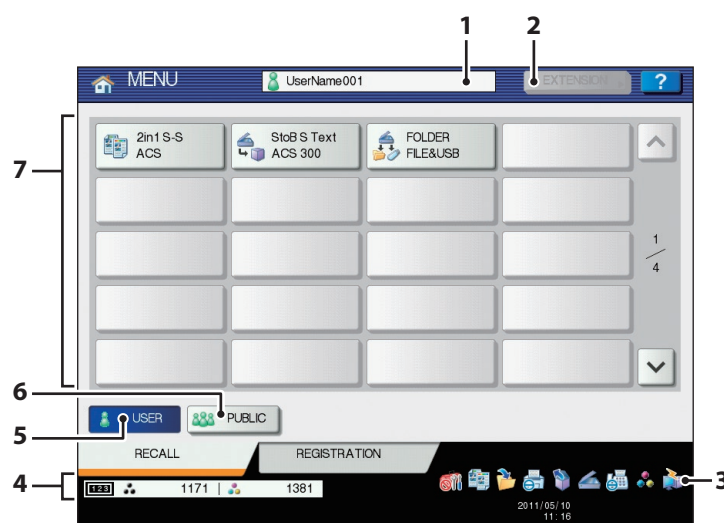 1 2
MENU UserName001 EXTENSION ?
7
2in1 S-S
ACS
StoB S Text
ACS 300
FOLDER
FILE&USB
1
4
6
5
USER PUBLIC
RECALL REGISTRATION
4
123 1171 | 1381
3
2011/05/10
11:16